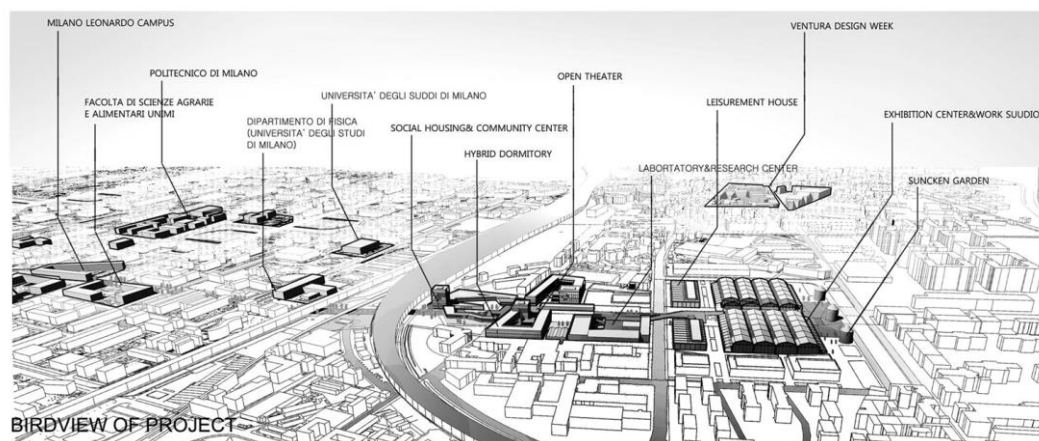 MILANO LEONARDO CAMPUS
VENTURA DESIGN WEEK
POLITECNICO DI MILANO
OPEN THEATER
UNIVERSITA' DEGLI SUDDI DI MILANO
FACOLTA DI SCIENZE AGRARIE
E ALIMENTARI UNIMI
LEISUREMENT HOUSE
EXHIBITION CENTER&WORK SUUDIO
DIPARTIMENTO DI FISICA
(UNIVERSITA' DEGLI STUDI
DI MILANO)
SOCIAL HOUSING& COMMUNITY CENTER
HYBRID DORMITORY
LABORTATORY&RESEARCH CENTER
SUNCKEN GARDEN
BIRDVIEW OF PROJECT